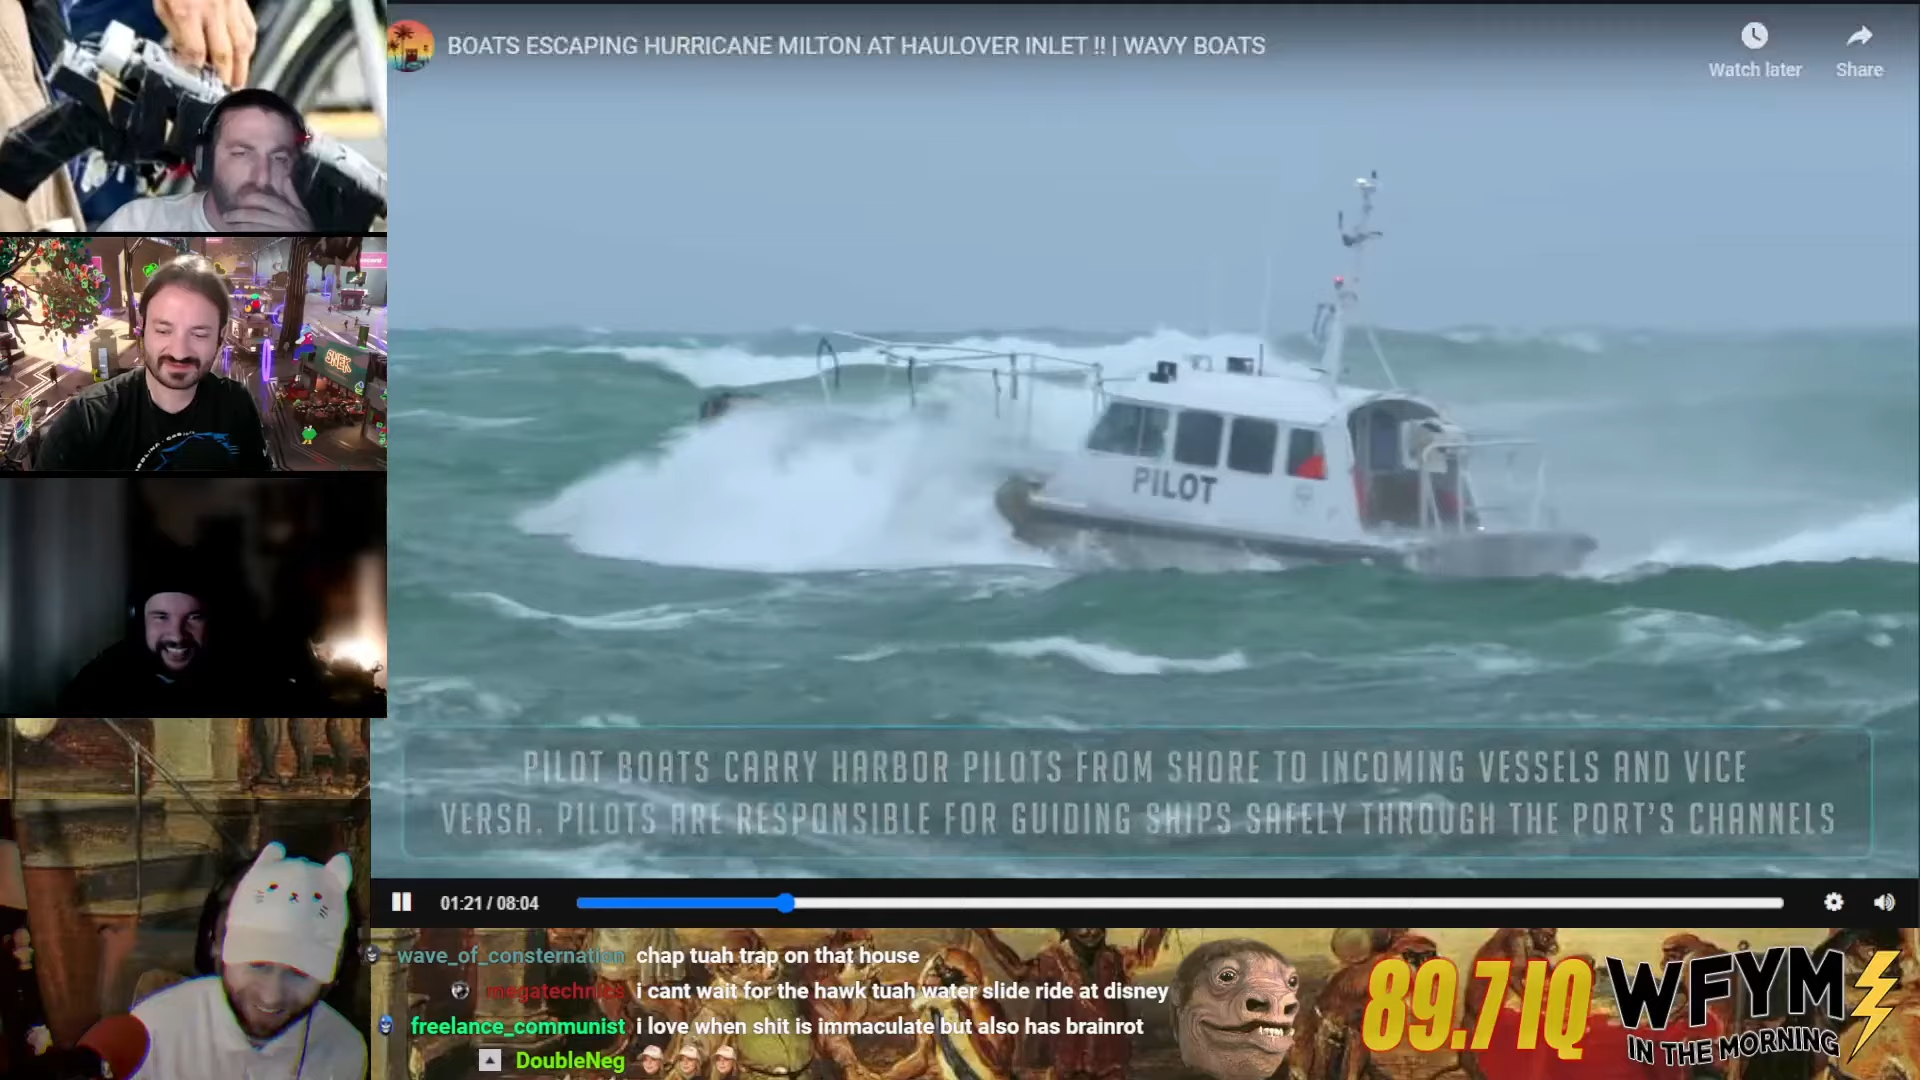 BOATS ESCAPING HURRICANE MILTON AT HAULOVER INLET !! | WAVY BOATS
Watch later
Share
SNEK
PILOT
PILOT BOATS CARRY HARBOR PILOTS FROM SHORE TO INCOMING VESSELS AND VICE
VERSA. PILOTS ARE RESPONSIBLE FOR GUIDING SHIPS SAFELY THROUGH THE PORT'S CHANNELS
01:21 / 08:04
wave_of_consternation chap tuah trap on that house
megatechnics i cant wait for the hawk tuah water slide ride at disney
freelance_communist i love when shit is immaculate but also has brainrot
DoubleNeg
89.7 IQ
WFYM
IN THE MORNING